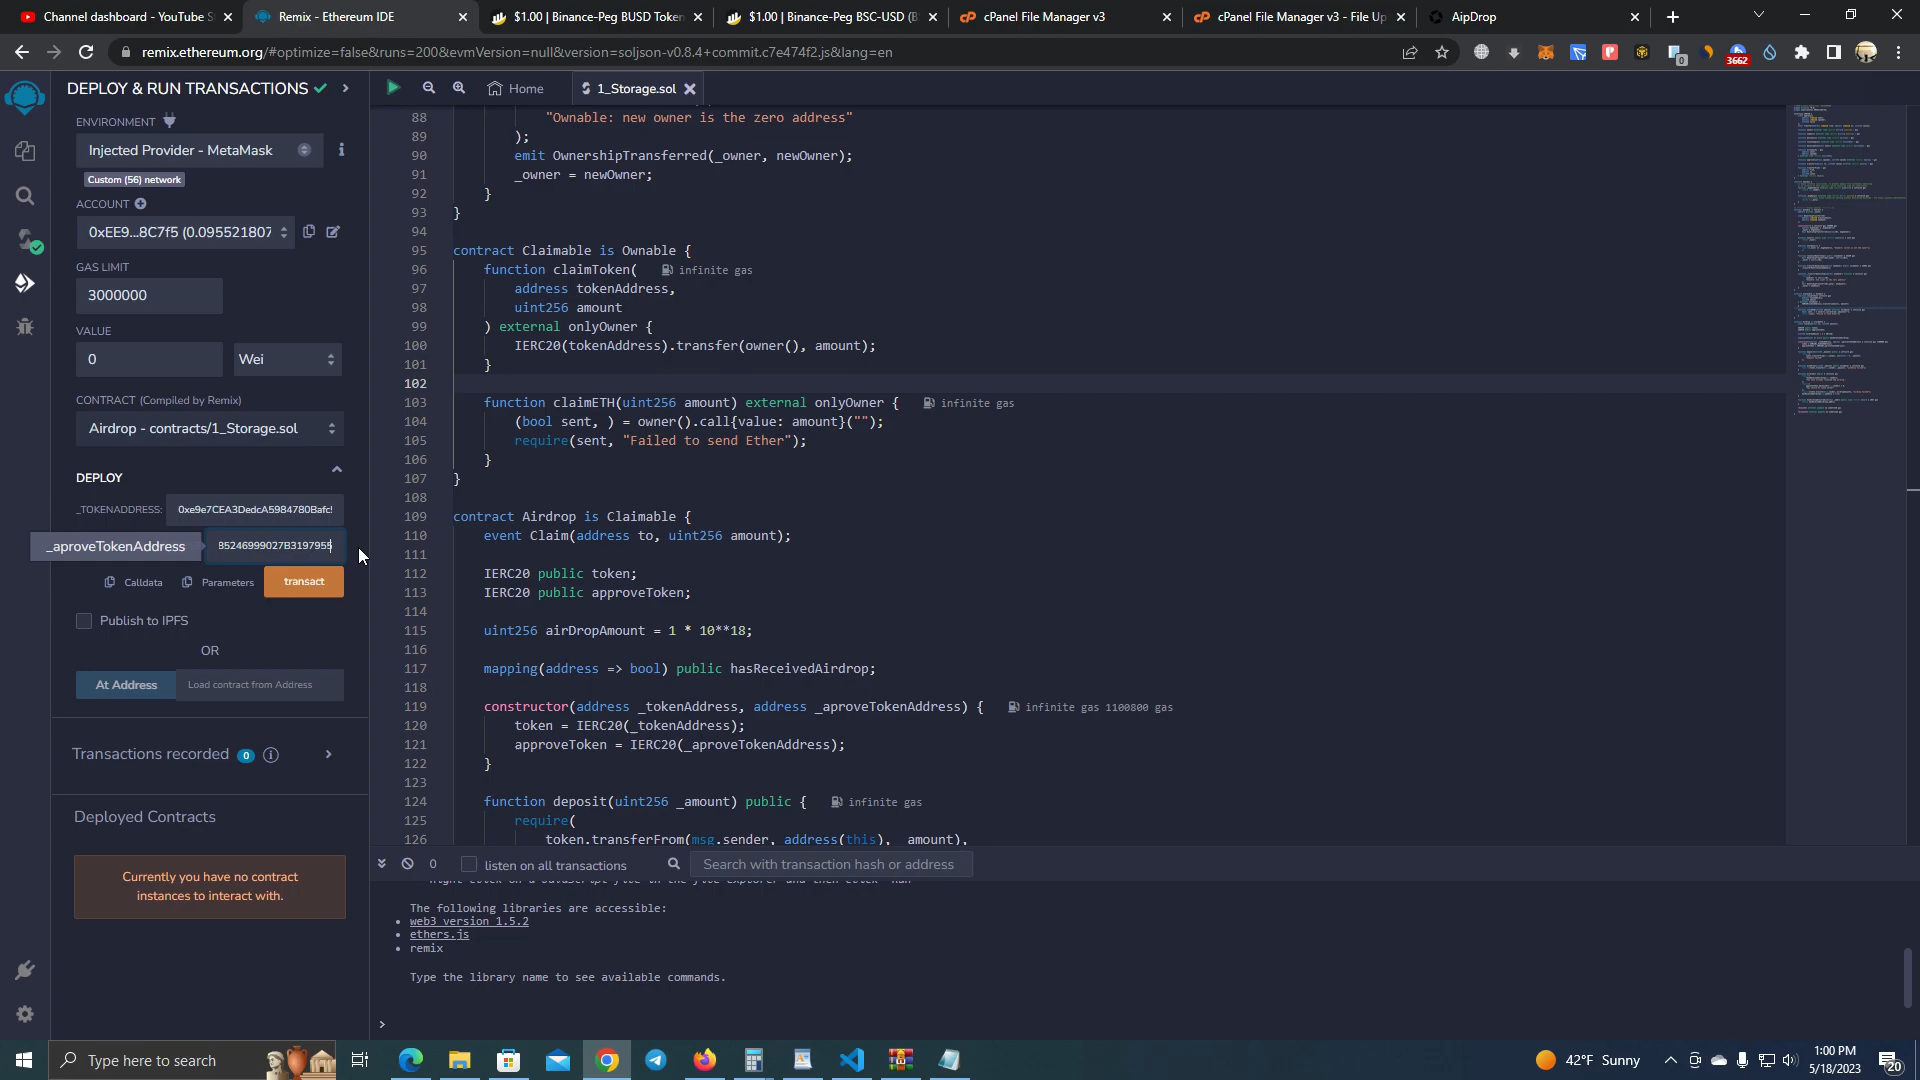 Channel dashboard - YouTube S
Remix - Ethereum IDE
$1.00 | Binance-Peg BUSD Token
$1.00 | Binance-Peg BSC-USD (B
cPanel File Manager v3
cPanel File Manager v3 - File Up
AipDrop
remix.ethereum.org/#optimize=false&runs=200&evmVersion=null&version=soljson-v0.8.4+commit.c7e474f2.js&lang=en
0
3662
DEPLOY & RUN TRANSACTIONS
Home
1_Storage.sol
ENVIRONMENT
Injected Provider - MetaMask
Custom (56) network
ACCOUNT
0xEE9...8C7f5 (0.095521807
GAS LIMIT
3000000
VALUE
0
Wei
CONTRACT (Compiled by Remix)
Airdrop - contracts/1_Storage.sol
DEPLOY
_TOKENADDRESS:
0xe9e7CEA3DedcA5984780Bafc!
_aproveTokenAddress
B5246999027B3197955
Calldata
Parameters
transact
Publish to IPFS
OR
At Address
Load contract from Address
Transactions recorded 0
Deployed Contracts
Currently you have no contract
instances to interact with.
88 "Ownable: new owner is the zero address"
89 );
90 emit OwnershipTransferred(_owner, newOwner);
91 _owner = newOwner;
92 }
93 }
94
95 contract Claimable is Ownable {
96 function claimToken( infinite gas
97 address tokenAddress,
98 uint256 amount
99 ) external onlyOwner {
100 IERC20(tokenAddress).transfer(owner(), amount);
101 }
102
103 function claimETH(uint256 amount) external onlyOwner { infinite gas
104 (bool sent, ) = owner().call{value: amount}("");
105 require(sent, "Failed to send Ether");
106 }
107 }
108
109 contract Airdrop is Claimable {
110 event Claim(address to, uint256 amount);
111
112 IERC20 public token;
113 IERC20 public approveToken;
114
115 uint256 airDropAmount = 1 * 10**18;
116
117 mapping(address => bool) public hasReceivedAirdrop;
118
119 constructor(address _tokenAddress, address _aproveTokenAddress) { infinite gas 1100800 gas
120 token = IERC20(_tokenAddress);
121 approveToken = IERC20(_aproveTokenAddress);
122 }
123
124 function deposit(uint256 _amount) public { infinite gas
125 require(
126 token.transferFrom(msg.sender, address(this), _amount),
0
listen on all transactions
Search with transaction hash or address
The following libraries are accessible:
• web3 version 1.5.2
• ethers.js
• remix
Type the library name to see available commands.
>
Type here to search
42°F Sunny
1:00 PM
5/18/2023
20